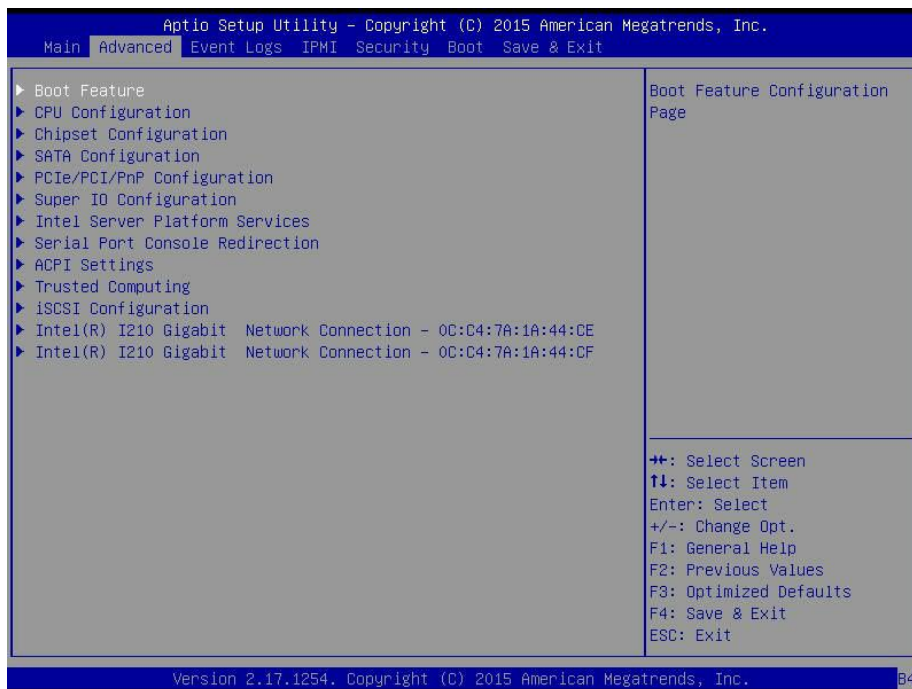 Aptio Setup Utility – Copyright (C) 2015 American Megatrends, Inc.
Main Advanced Event Logs IPMI Security Boot Save & Exit
Boot Feature
CPU Configuration
Chipset Configuration
SATA Configuration
PCIe/PCI/PnP Configuration
Super IO Configuration
Intel Server Platform Services
Serial Port Console Redirection
ACPI Settings
Trusted Computing
iSCSI Configuration
Intel(R) I210 Gigabit Network Connection – 0C:C4:7A:1A:44:CE
Intel(R) I210 Gigabit Network Connection – 0C:C4:7A:1A:44:CF
Boot Feature Configuration
Page
→←: Select Screen
↑↓: Select Item
Enter: Select
+/-: Change Opt.
F1: General Help
F2: Previous Values
F3: Optimized Defaults
F4: Save & Exit
ESC: Exit
Version 2.17.1254. Copyright (C) 2015 American Megatrends, Inc.
B4